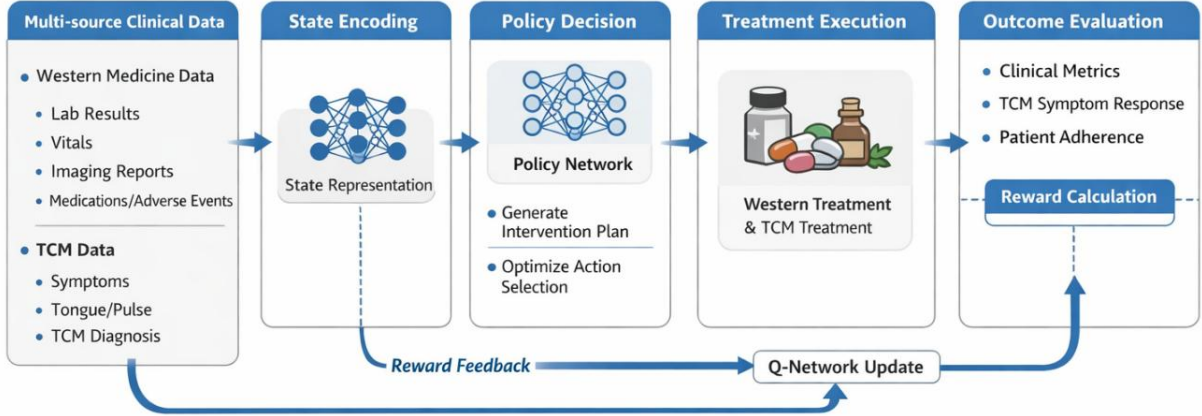 Multi-source Clinical Data
• Western Medicine Data
• Lab Results
• Vitals
• Imaging Reports
• Medications/Adverse Events
• TCM Data
• Symptoms
• Tongue/Pulse
• TCM Diagnosis
State Encoding
State Representation
Policy Decision
Policy Network
• Generate
Intervention Plan
• Optimize Action
Selection
Treatment Execution
Western Treatment
& TCM Treatment
Outcome Evaluation
• Clinical Metrics
• TCM Symptom Response
• Patient Adherence
Reward Calculation
Reward Feedback
Q-Network Update